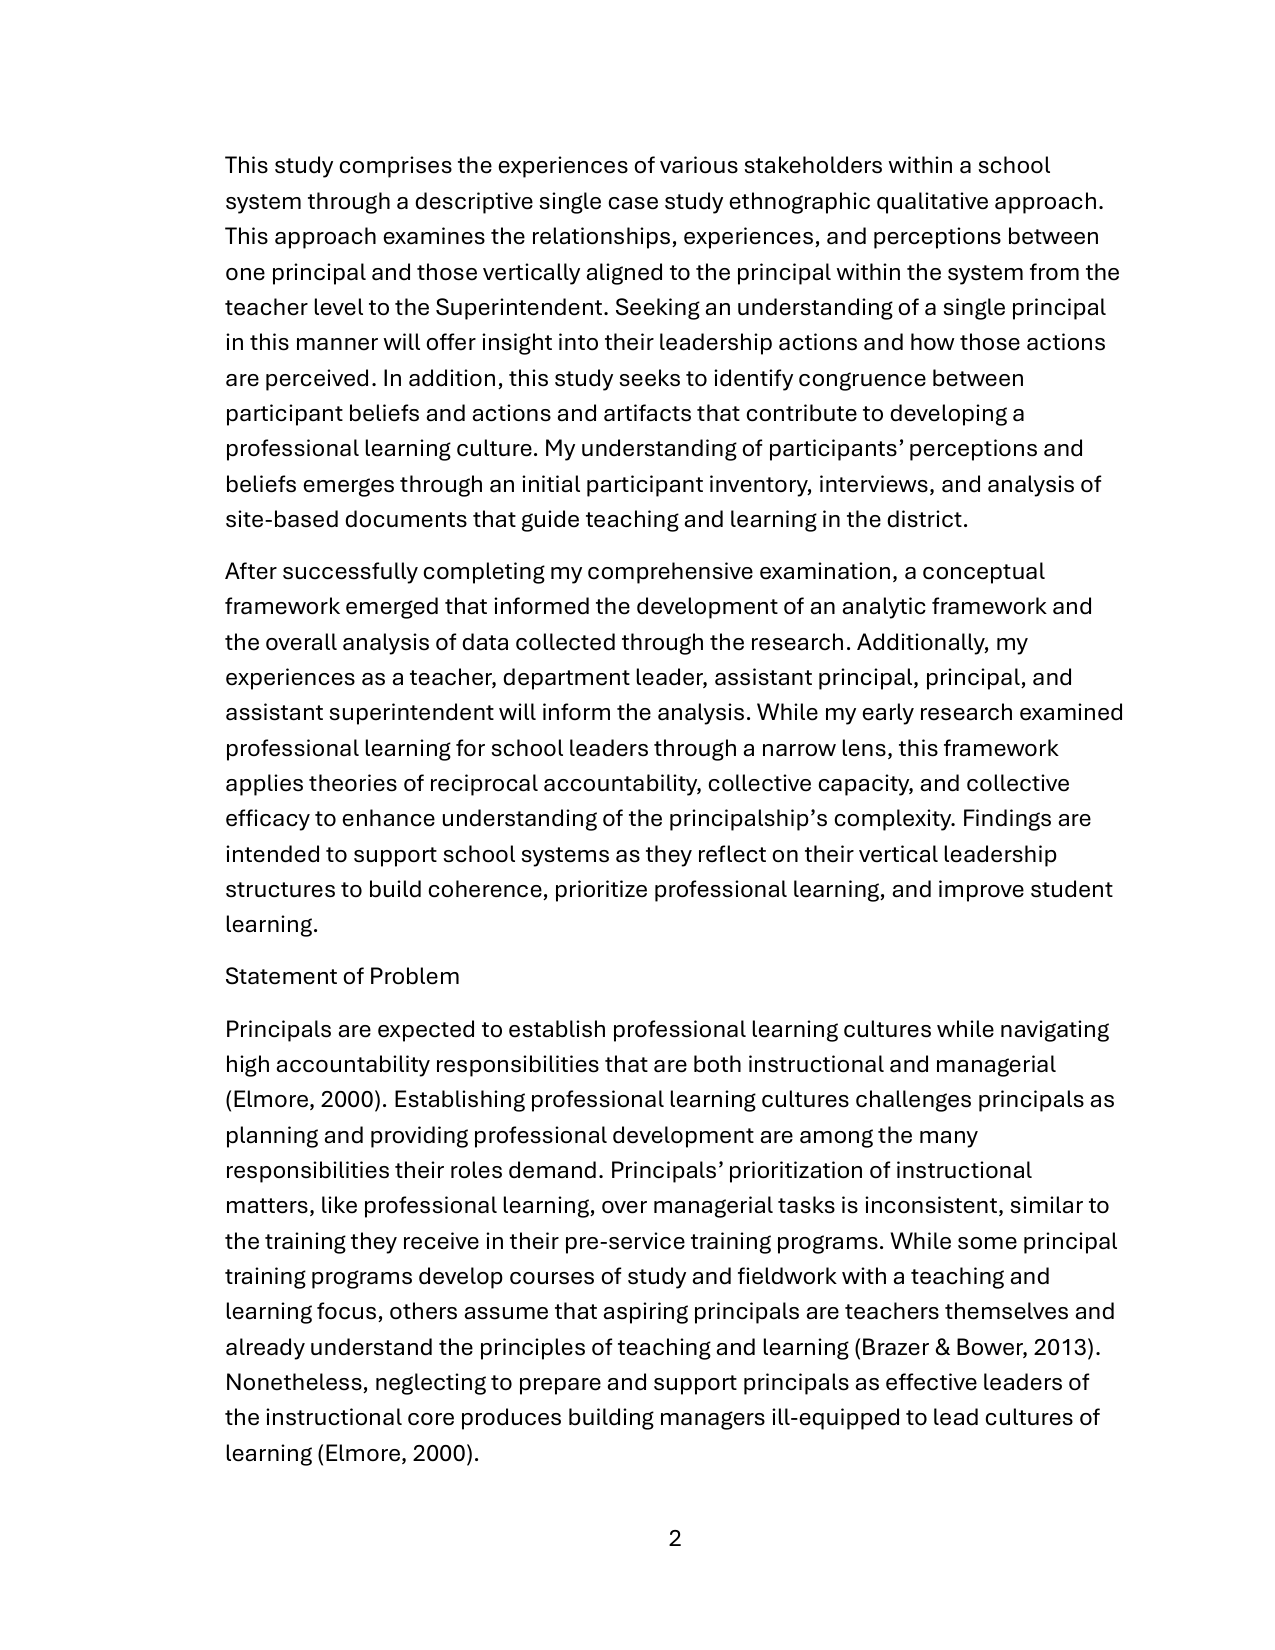 This study comprises the experiences of various stakeholders within a school
system through a descriptive single case study ethnographic qualitative approach.
This approach examines the relationships, experiences, and perceptions between
one principal and those vertically aligned to the principal within the system from the
teacher level to the Superintendent. Seeking an understanding of a single principal
in this manner will offer insight into their leadership actions and how those actions
are perceived. In addition, this study seeks to identify congruence between
participant beliefs and actions and artifacts that contribute to developing a
professional learning culture. My understanding of participants’ perceptions and
beliefs emerges through an initial participant inventory, interviews, and analysis of
site-based documents that guide teaching and learning in the district.
After successfully completing my comprehensive examination, a conceptual
framework emerged that informed the development of an analytic framework and
the overall analysis of data collected through the research. Additionally, my
experiences as a teacher, department leader, assistant principal, principal, and
assistant superintendent will inform the analysis. While my early research examined
professional learning for school leaders through a narrow lens, this framework
applies theories of reciprocal accountability, collective capacity, and collective
efficacy to enhance understanding of the principalship’s complexity. Findings are
intended to support school systems as they reflect on their vertical leadership
structures to build coherence, prioritize professional learning, and improve student
learning.
Statement of Problem
Principals are expected to establish professional learning cultures while navigating
high accountability responsibilities that are both instructional and managerial
(Elmore, 2000). Establishing professional learning cultures challenges principals as
planning and providing professional development are among the many
responsibilities their roles demand. Principals’ prioritization of instructional
matters, like professional learning, over managerial tasks is inconsistent, similar to
the training they receive in their pre-service training programs. While some principal
training programs develop courses of study and fieldwork with a teaching and
learning focus, others assume that aspiring principals are teachers themselves and
already understand the principles of teaching and learning (Brazer & Bower, 2013).
Nonetheless, neglecting to prepare and support principals as effective leaders of
the instructional core produces building managers ill-equipped to lead cultures of
learning (Elmore, 2000).
2